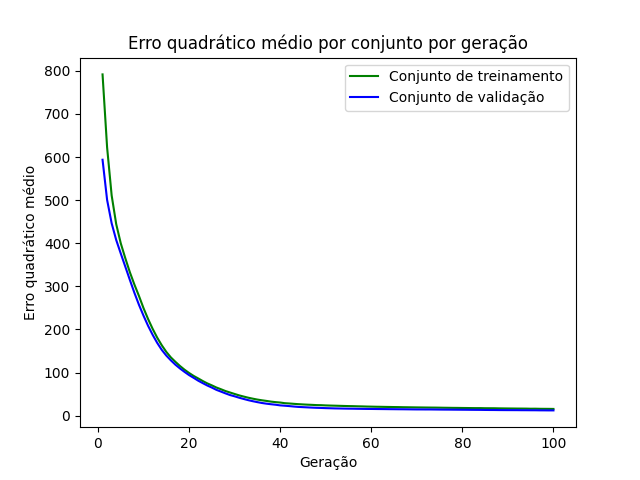 Erro quadrático médio por conjunto por geração
Conjunto de treinamento
Conjunto de validação
Erro quadrático médio
800
700
600
500
400
300
200
100
0
0 20 40 60 80 100
Geração